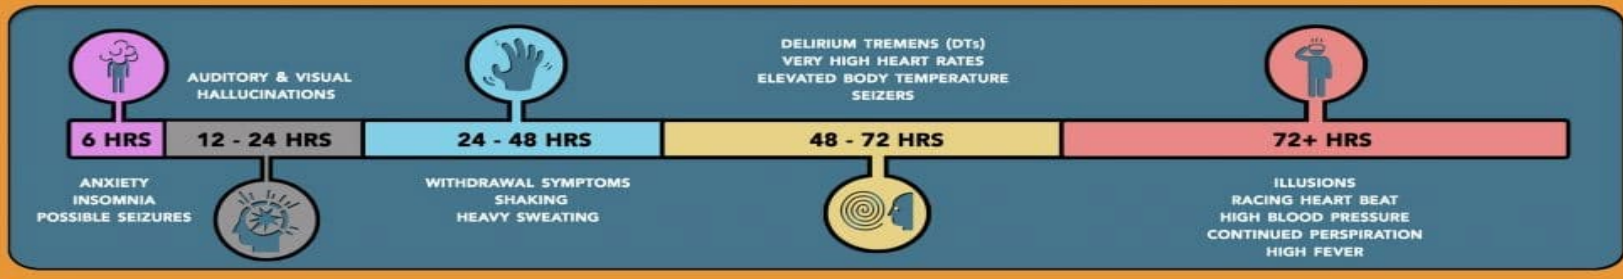 6 HRS
ANXIETY
INSOMNIA
POSSIBLE SEIZURES
12 - 24 HRS
AUDITORY & VISUAL
HALLUCINATIONS
24 - 48 HRS
WITHDRAWAL SYMPTOMS
SHAKING
HEAVY SWEATING
48 - 72 HRS
DELIRIUM TREMENS (DTs)
VERY HIGH HEART RATES
ELEVATED BODY TEMPERATURE
SEIZERS
72+ HRS
ILLUSIONS
RACING HEART BEAT
HIGH BLOOD PRESSURE
CONTINUED PERSPIRATION
HIGH FEVER